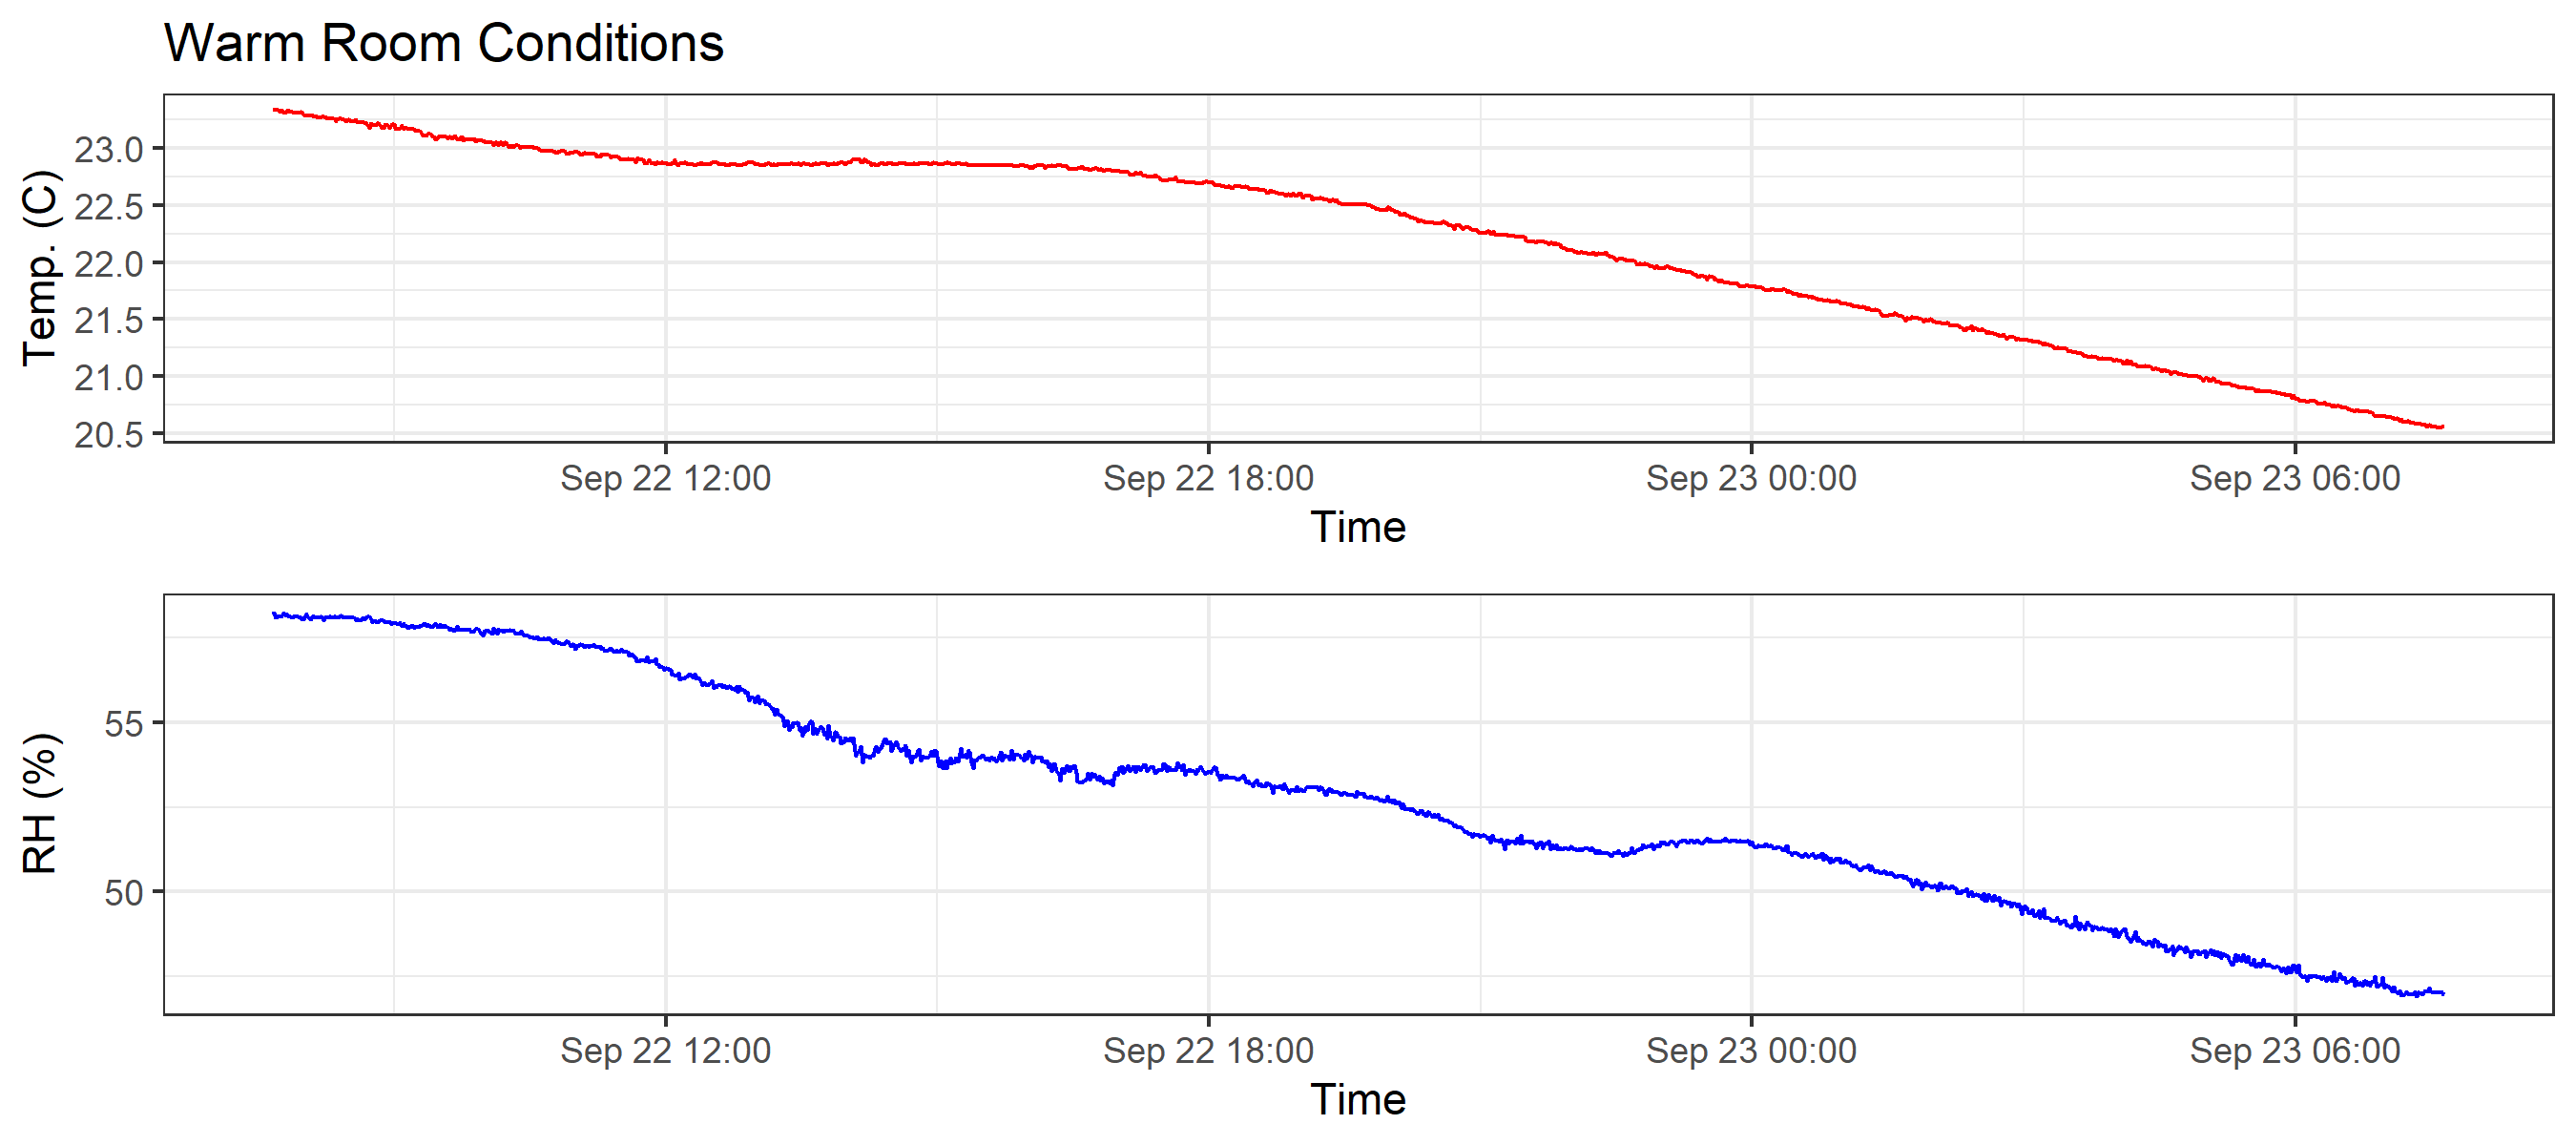 Warm Room Conditions
Temp. (C)
23.0
22.5
22.0
21.5
21.0
20.5
Sep 22 12:00 Sep 22 18:00 Sep 23 00:00 Sep 23 06:00
Time
RH (%)
55
50
Sep 22 12:00 Sep 22 18:00 Sep 23 00:00 Sep 23 06:00
Time